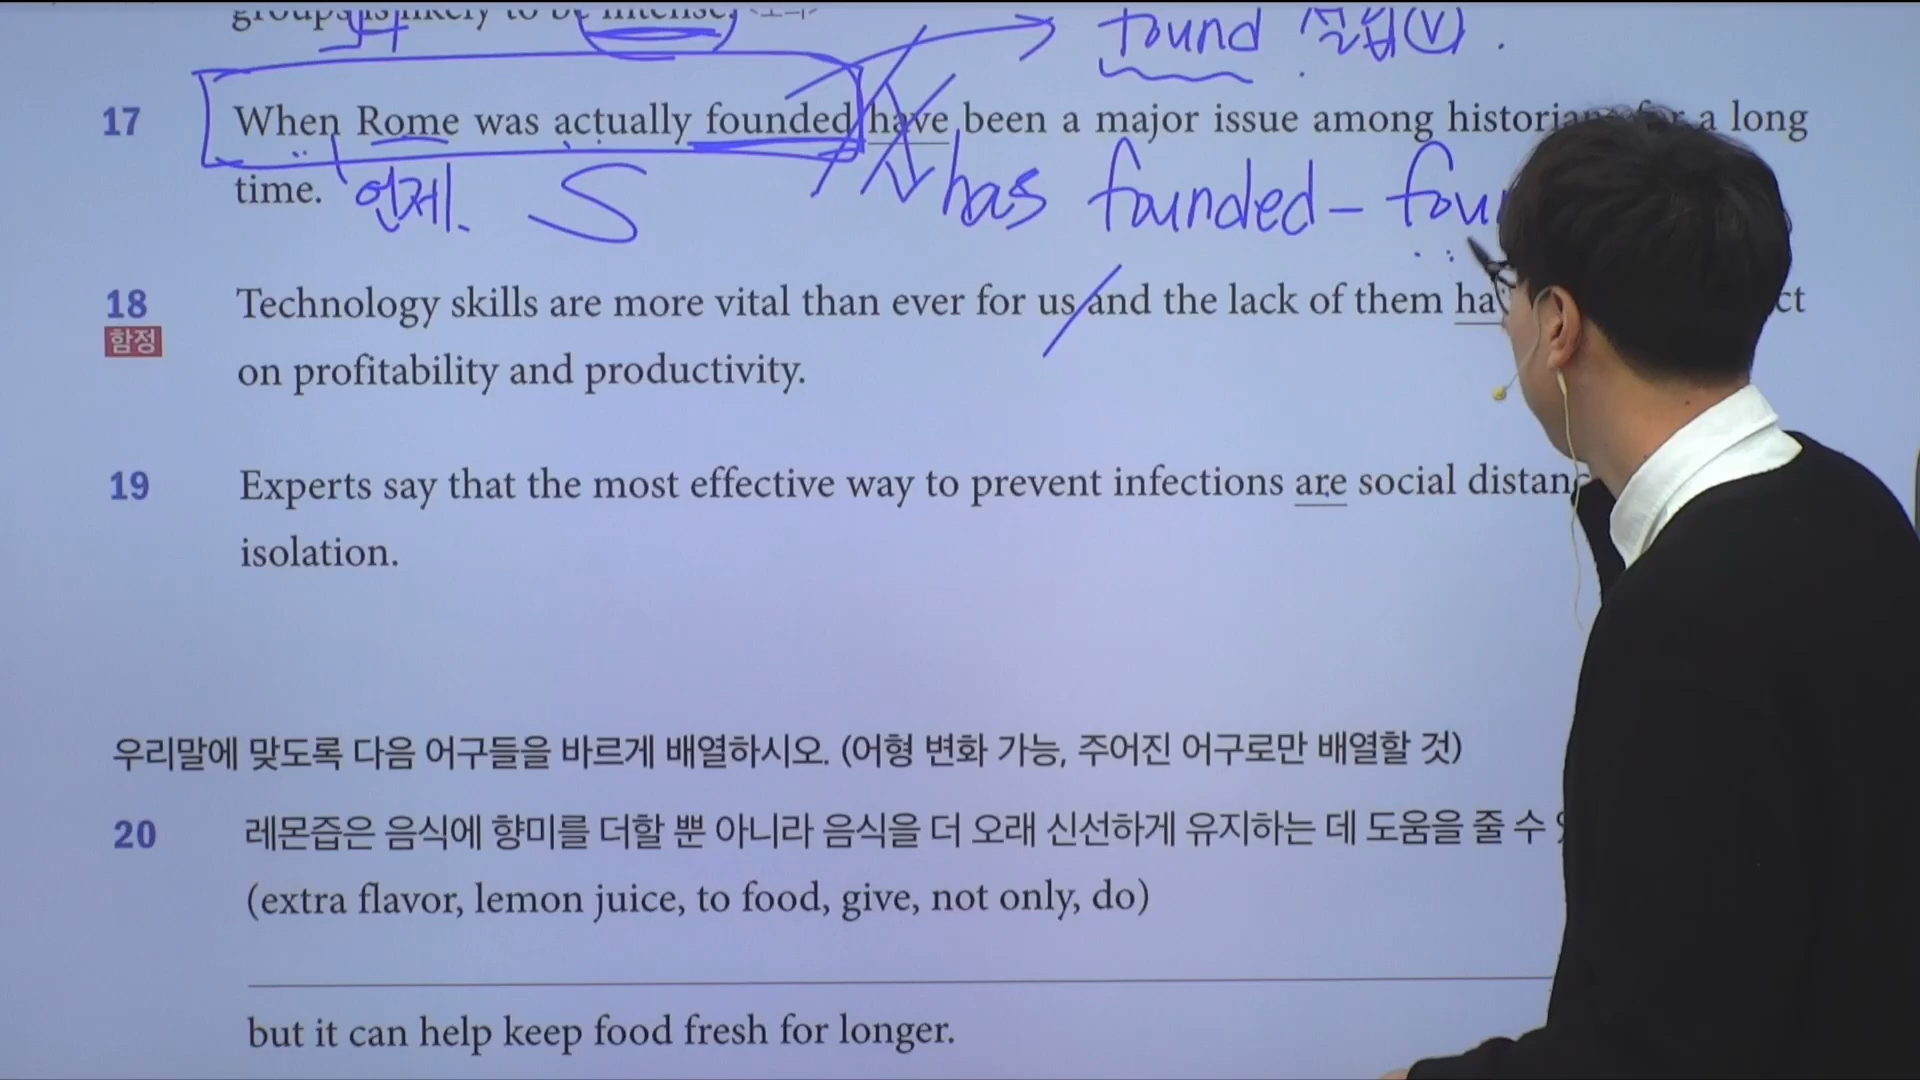 groups is likely to be intense,
found 설립(V).
17 When Rome was actually founded have been a major issue among historians for a long
time. 언제. S has founded - fou
18 Technology skills are more vital than ever for us and the lack of them ha ct
함정 on profitability and productivity.
19 Experts say that the most effective way to prevent infections are social distan
isolation.
우리말에 맞도록 다음 어구들을 바르게 배열하시오. (어형 변화 가능, 주어진 어구로만 배열할 것)
20 레몬즙은 음식에 향미를 더할 뿐 아니라 음식을 더 오래 신선하게 유지하는 데 도움을 줄 수
(extra flavor, lemon juice, to food, give, not only, do)
but it can help keep food fresh for longer.